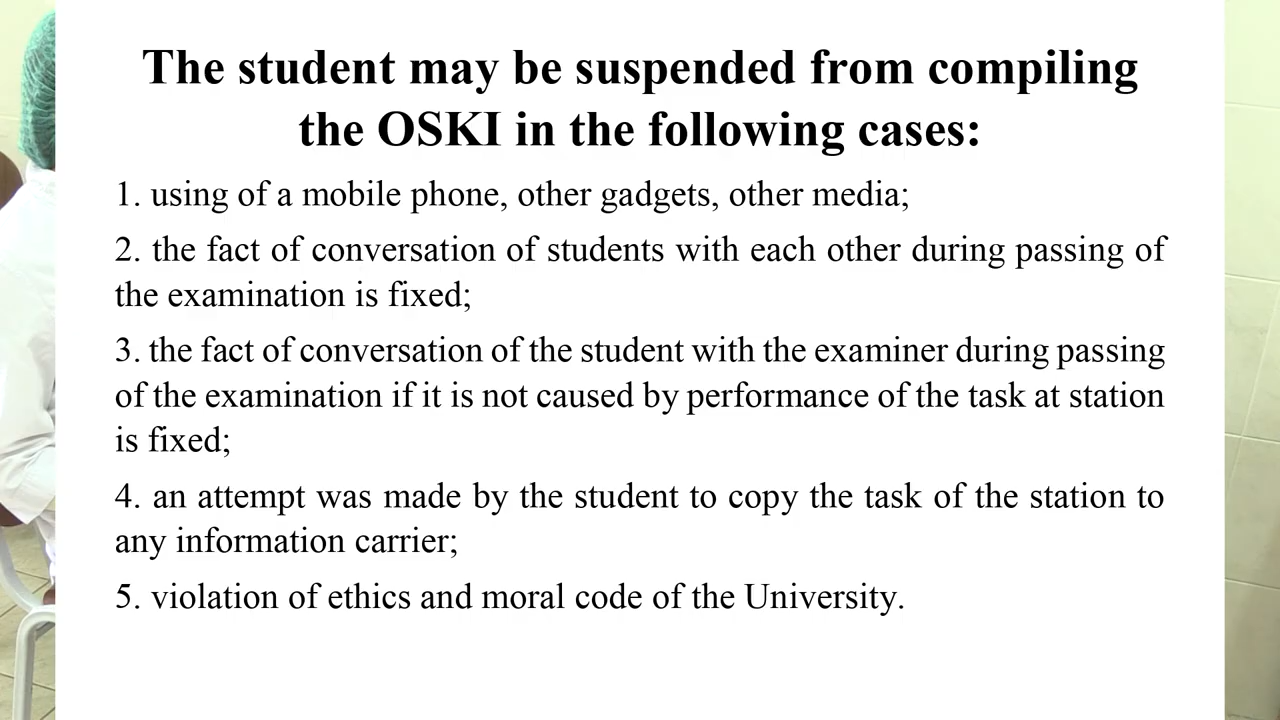 The student may be suspended from compiling
the OSKI in the following cases:
1. using of a mobile phone, other gadgets, other media;
2. the fact of conversation of students with each other during passing of
the examination is fixed;
3. the fact of conversation of the student with the examiner during passing
of the examination if it is not caused by performance of the task at station
is fixed;
4. an attempt was made by the student to copy the task of the station to
any information carrier;
5. violation of ethics and moral code of the University.